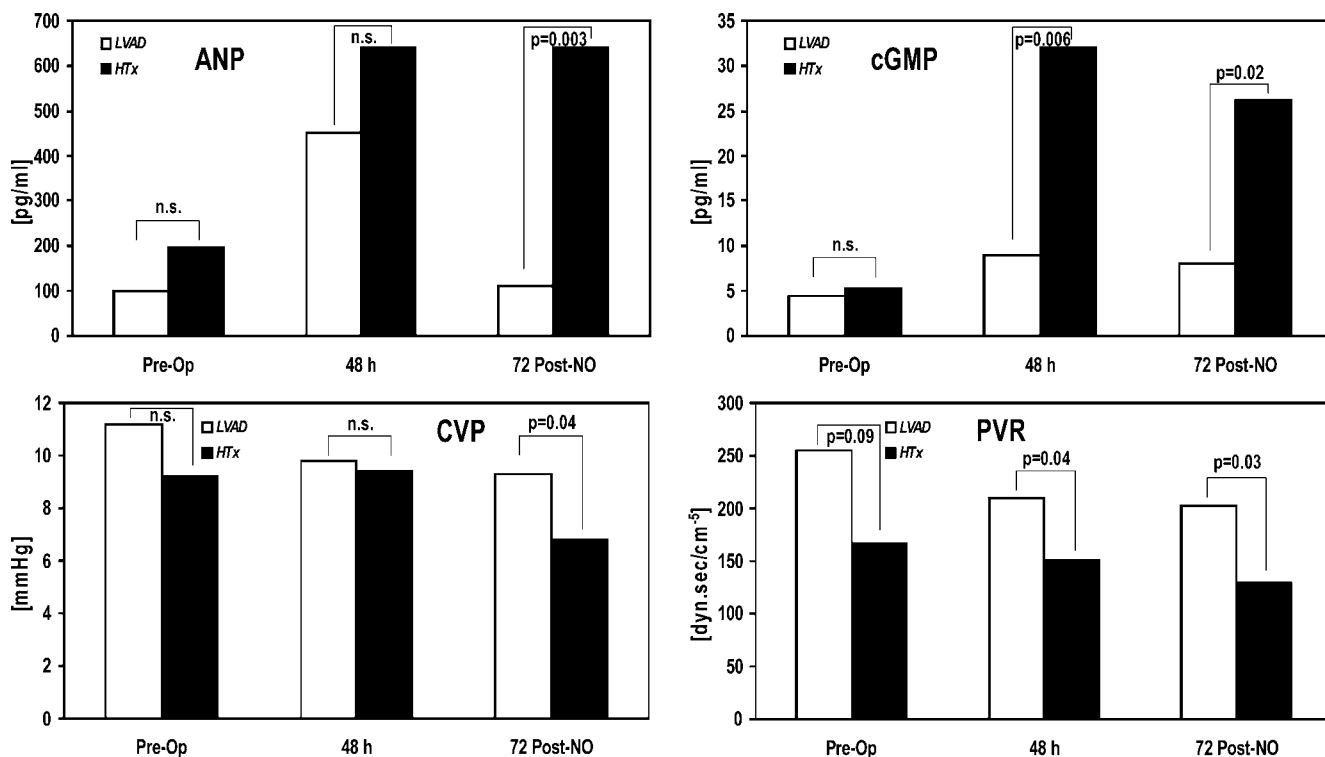 700
600
500
400
300
200
100
0
[pg/ml]
LVAD
HTx
ANP
n.s.
n.s.
p=0.003
Pre-Op
48 h
72 Post-NO
35
30
25
20
15
10
5
0
[pg/ml]
LVAD
HTx
cGMP
n.s.
p=0.006
p=0.02
Pre-Op
48 h
72 Post-NO
12
10
8
6
4
2
0
[mmHg]
LVAD
HTx
CVP
n.s.
n.s.
p=0.04
Pre-Op
48 h
72 Post-NO
300
250
200
150
100
50
0
[dyn.sec/cm⁻⁵]
LVAD
HTx
PVR
p=0.09
p=0.04
p=0.03
Pre-Op
48 h
72 Post-NO